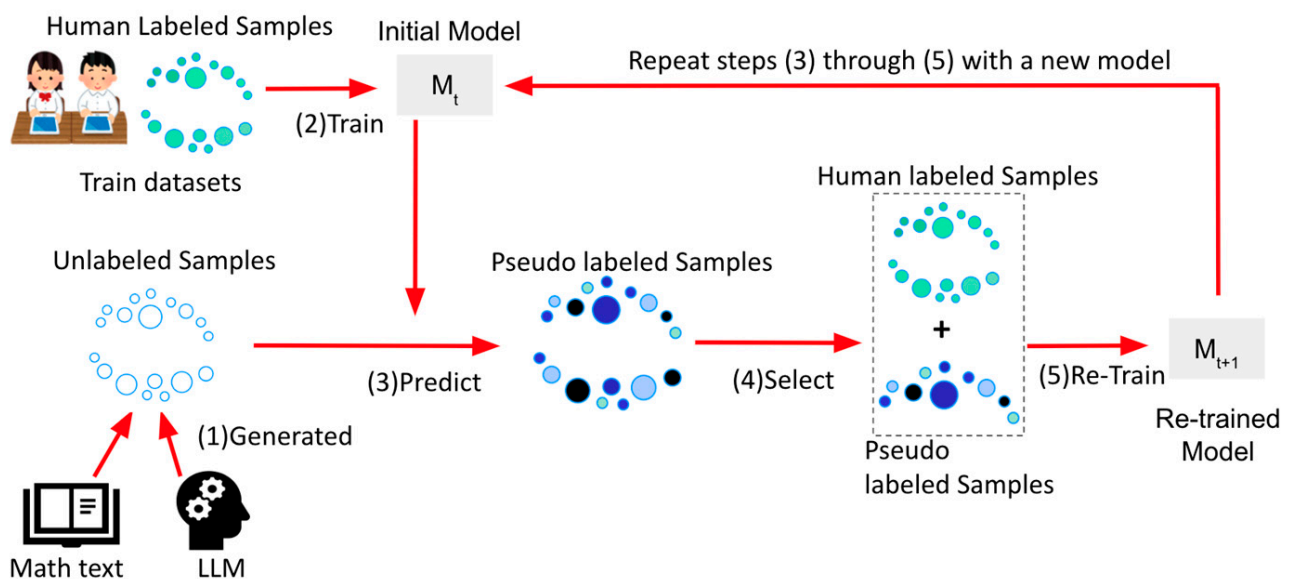 Human Labeled Samples
Initial Model
M_t
Repeat steps (3) through (5) with a new model
(2)Train
Train datasets
Human labeled Samples
Unlabeled Samples
Pseudo labeled Samples
+
(3)Predict
(4)Select
(5)Re-Train
M_t+1
(1)Generated
Re-trained
Model
Pseudo
labeled Samples
Math text
LLM